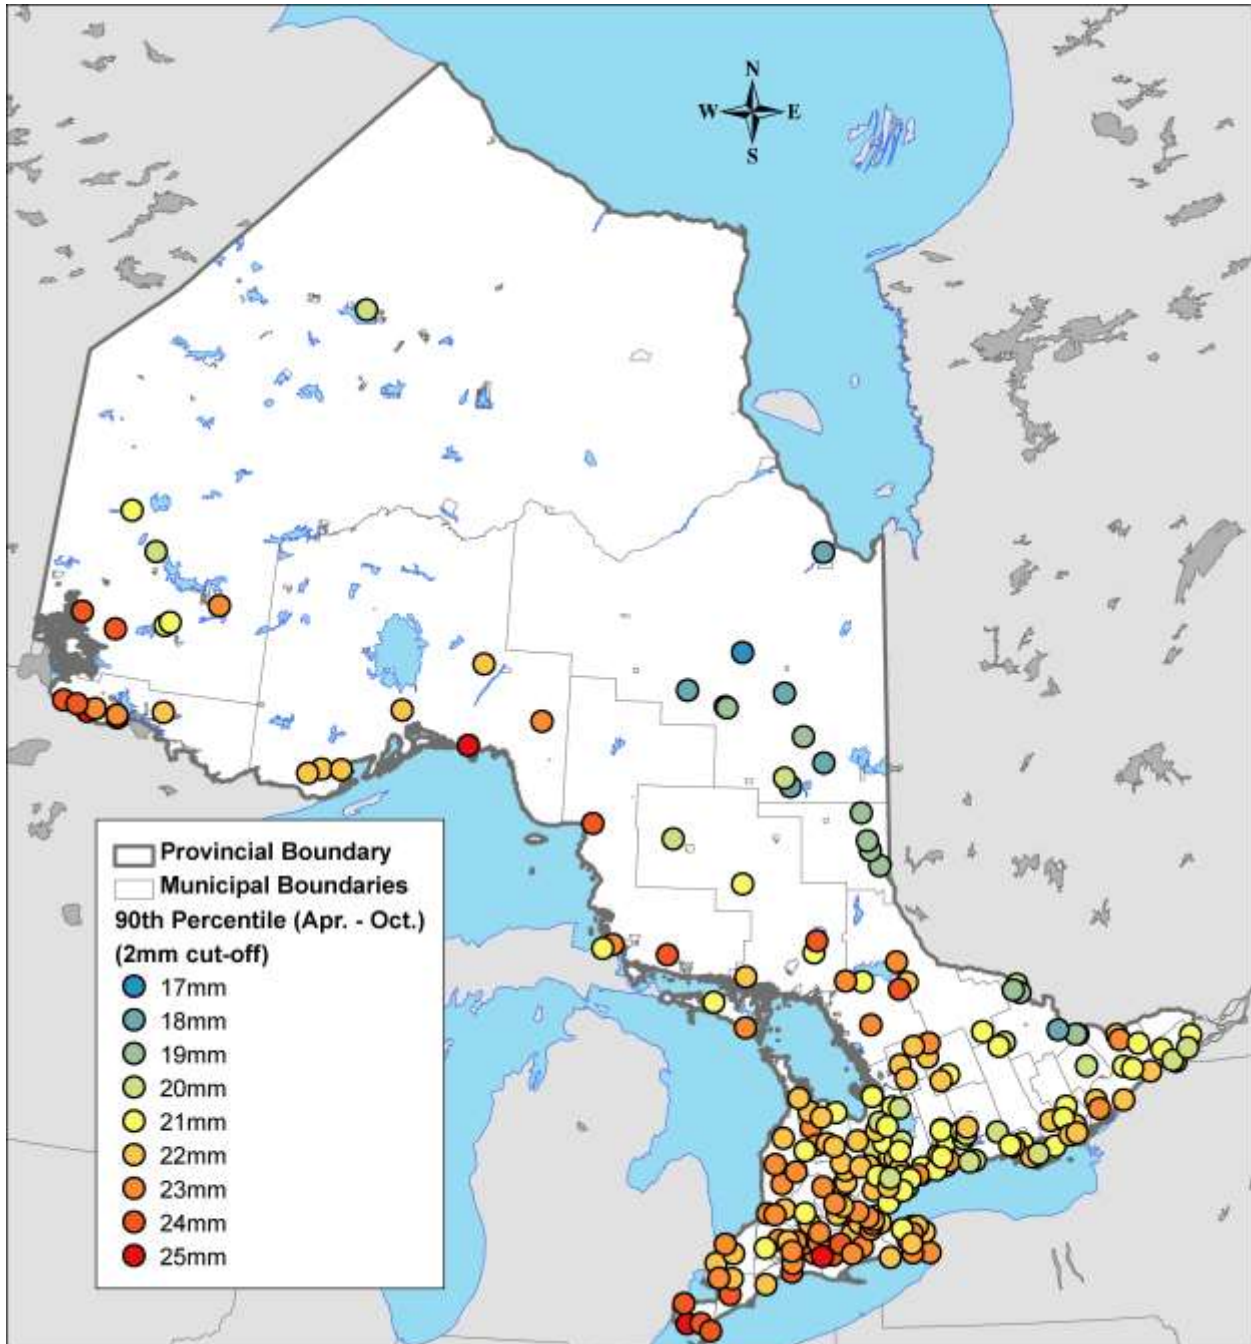 N
W E
S
Provincial Boundary
Municipal Boundaries
90th Percentile (Apr. - Oct.)
(2mm cut-off)
17mm
18mm
19mm
20mm
21mm
22mm
23mm
24mm
25mm